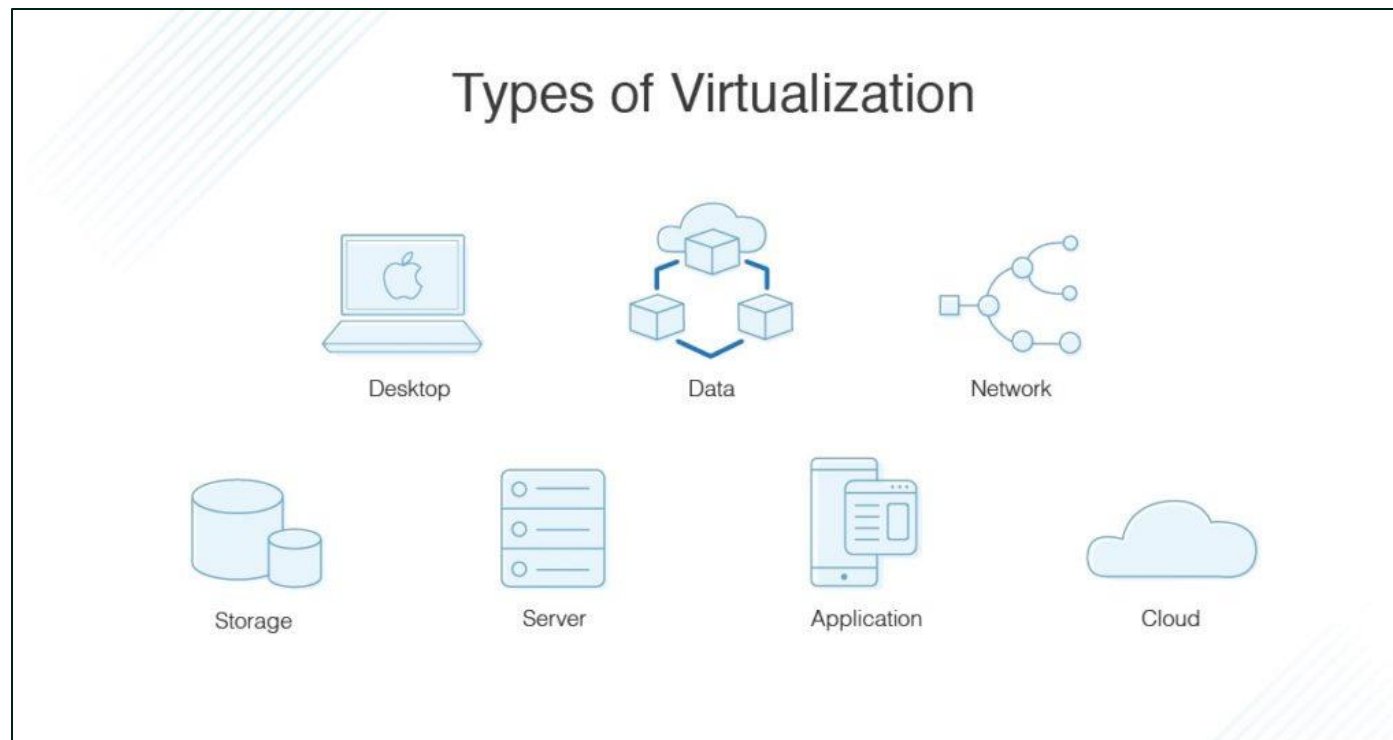 Types of Virtualization
Desktop
Data
Network
Storage
Server
Application
Cloud